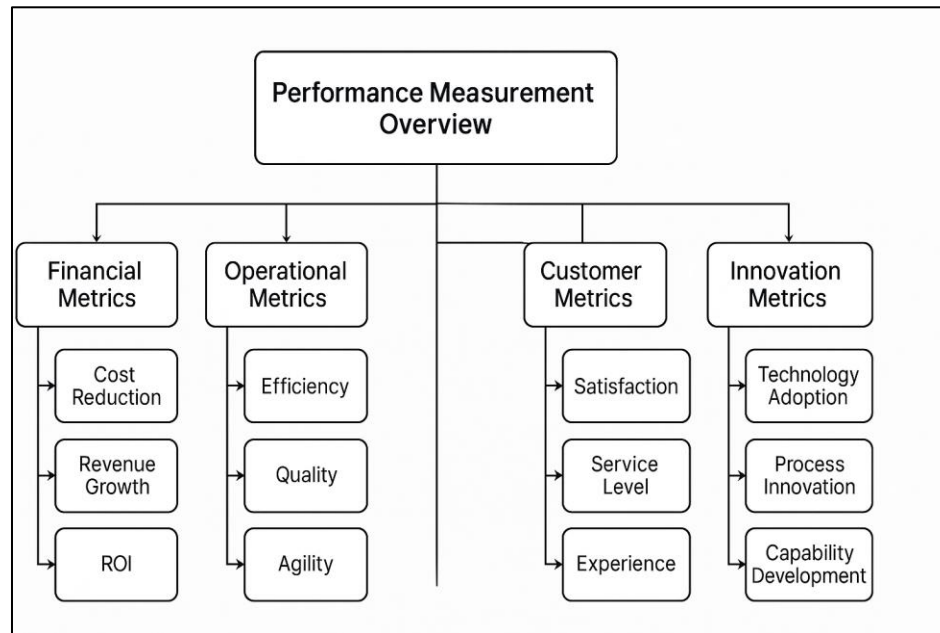 Performance Measurement
Overview
Financial
Metrics
Cost
Reduction
Revenue
Growth
ROI
Operational
Metrics
Efficiency
Quality
Agility
Customer
Metrics
Satisfaction
Service
Level
Experience
Innovation
Metrics
Technology
Adoption
Process
Innovation
Capability
Development